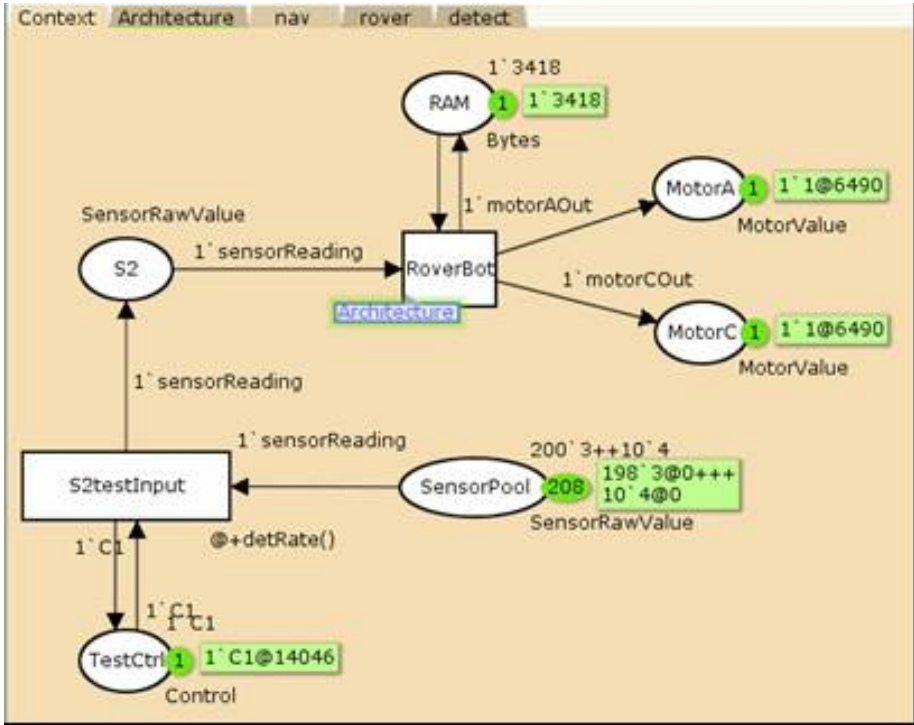 Context Architecture nav rover detect
1`3418
RAM 1 1`3418
Bytes
1`motorAOut
MotorA 1 1`1@6490
MotorValue
SensorRawValue
S2
1`sensorReading
RoverBot
Architecture
1`motorCOut
MotorC 1 1`1@6490
MotorValue
1`sensorReading
1`sensorReading
S2testInput
200`3++10`4
SensorPool 208 198`3@0+++
10`4@0
SensorRawValue
@+detRate()
1`C1
1`C1
1`C1
TestCtrl 1 1`C1@14046
Control